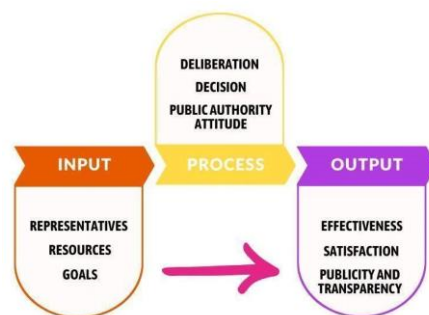 DELIBERATION
DECISION
PUBLIC AUTHORITY
ATTITUDE
INPUT
PROCESS
OUTPUT
REPRESENTATIVES
RESOURCES
GOALS
EFFECTIVENESS
SATISFACTION
PUBLICITY AND
TRANSPARENCY